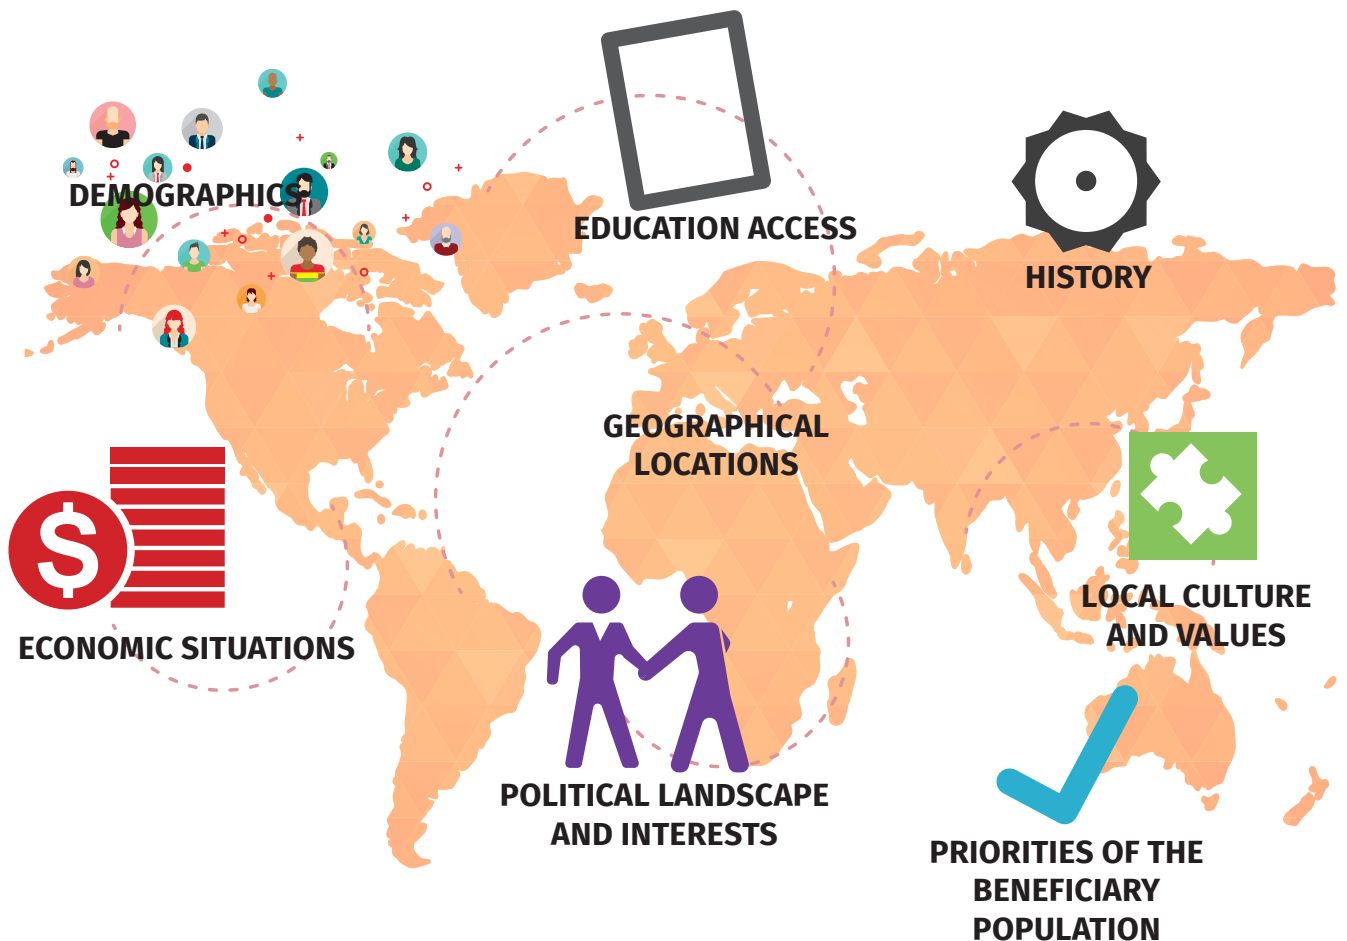 DEMOGRAPHICS
EDUCATION ACCESS
HISTORY
GEOGRAPHICAL
LOCATIONS
$
ECONOMIC SITUATIONS
LOCAL CULTURE
AND VALUES
POLITICAL LANDSCAPE
AND INTERESTS
PRIORITIES OF THE
BENEFICIARY
POPULATION